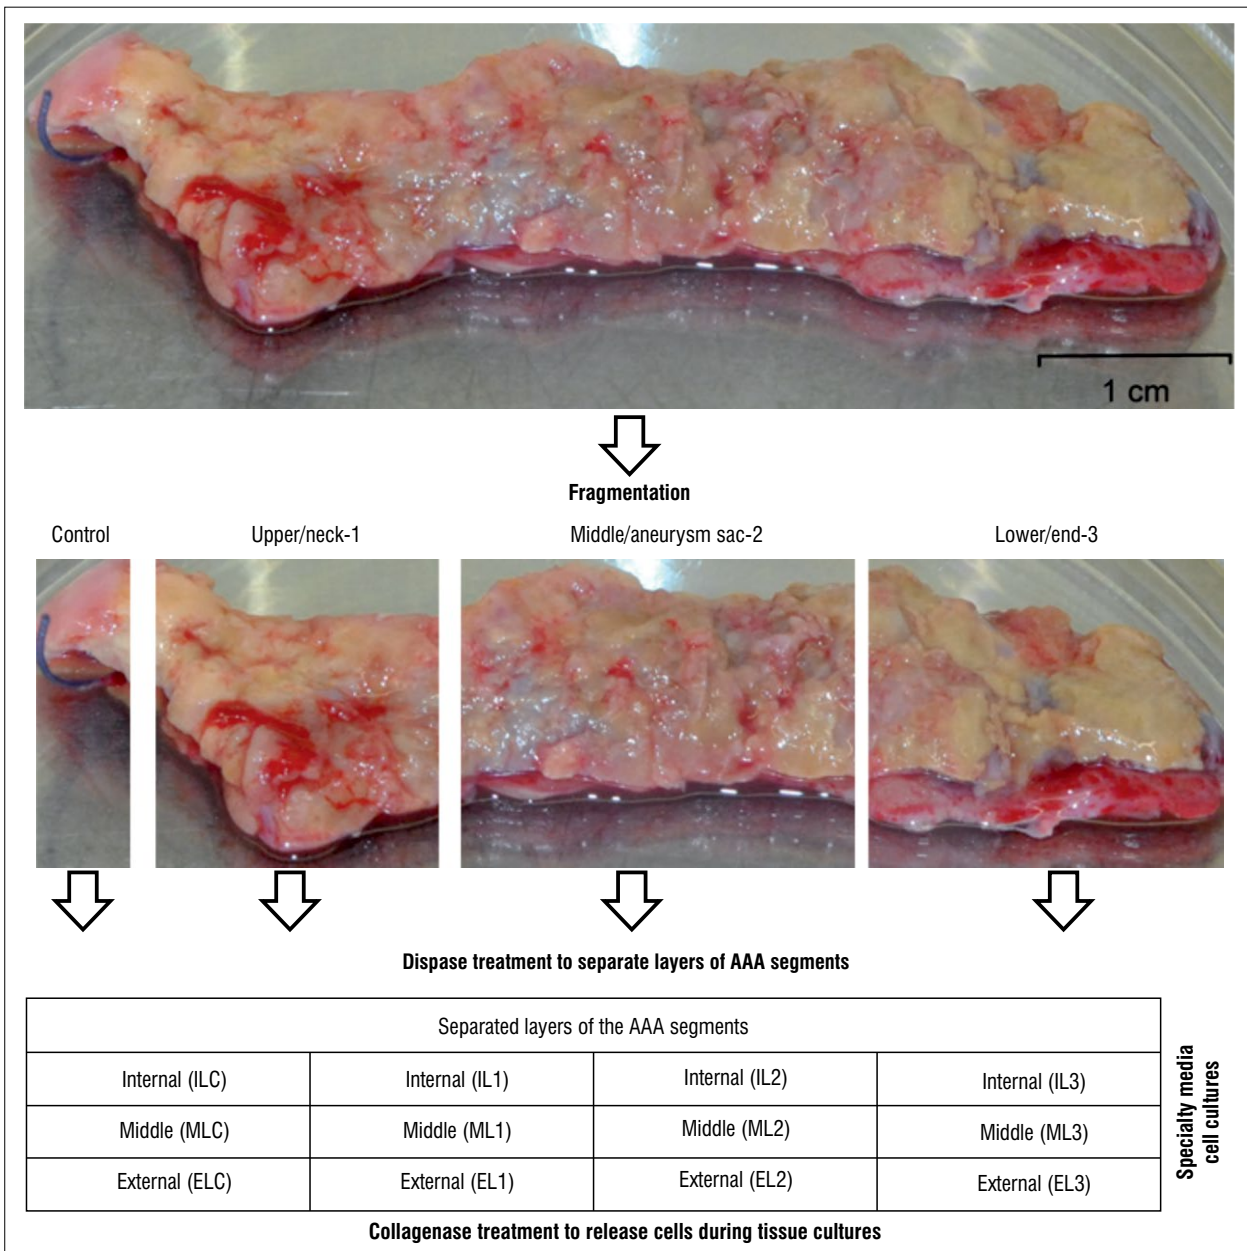 1 cm
Fragmentation
Control
Upper/neck-1
Middle/aneurysm sac-2
Lower/end-3
Dispase treatment to separate layers of AAA segments
Separated layers of the AAA segments
Internal (ILC)
Internal (IL1)
Internal (IL2)
Internal (IL3)
Middle (MLC)
Middle (ML1)
Middle (ML2)
Middle (ML3)
External (ELC)
External (EL1)
External (EL2)
External (EL3)
Specialty media
cell cultures
Collagenase treatment to release cells during tissue cultures